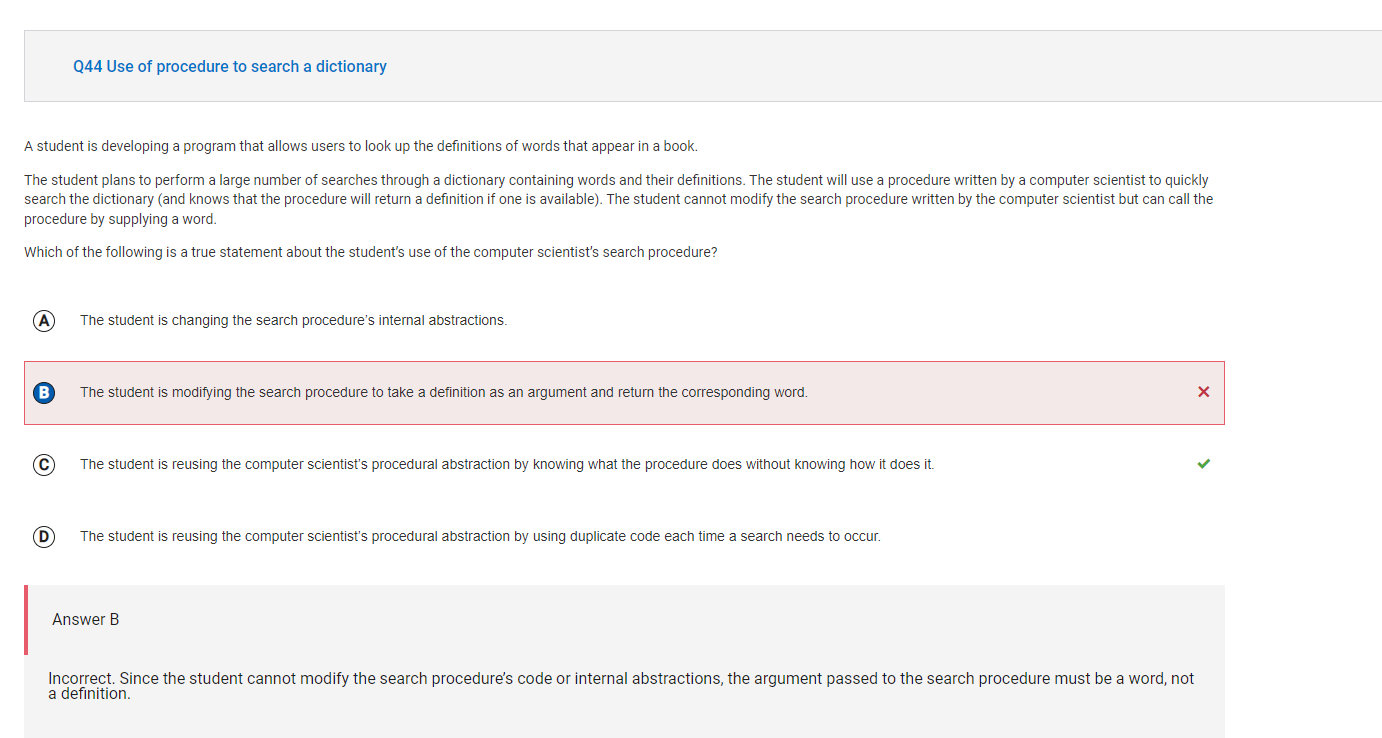 Q44 Use of procedure to search a dictionary
A student is developing a program that allows users to look up the definitions of words that appear in a book.
The student plans to perform a large number of searches through a dictionary containing words and their definitions. The student will use a procedure written by a computer scientist to quickly
search the dictionary (and knows that the procedure will return a definition if one is available). The student cannot modify the search procedure written by the computer scientist but can call the
procedure by supplying a word.
Which of the following is a true statement about the student's use of the computer scientist's search procedure?
A The student is changing the search procedure's internal abstractions.
B The student is modifying the search procedure to take a definition as an argument and return the corresponding word.
C The student is reusing the computer scientist's procedural abstraction by knowing what the procedure does without knowing how it does it.
D The student is reusing the computer scientist's procedural abstraction by using duplicate code each time a search needs to occur.
Answer B
Incorrect. Since the student cannot modify the search procedure's code or internal abstractions, the argument passed to the search procedure must be a word, not
a definition.